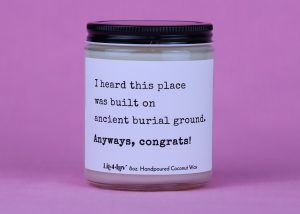 I heard this place
was built on
ancient burial ground.
Anyways, congrats!
8oz. Handpoured Coconut Wax